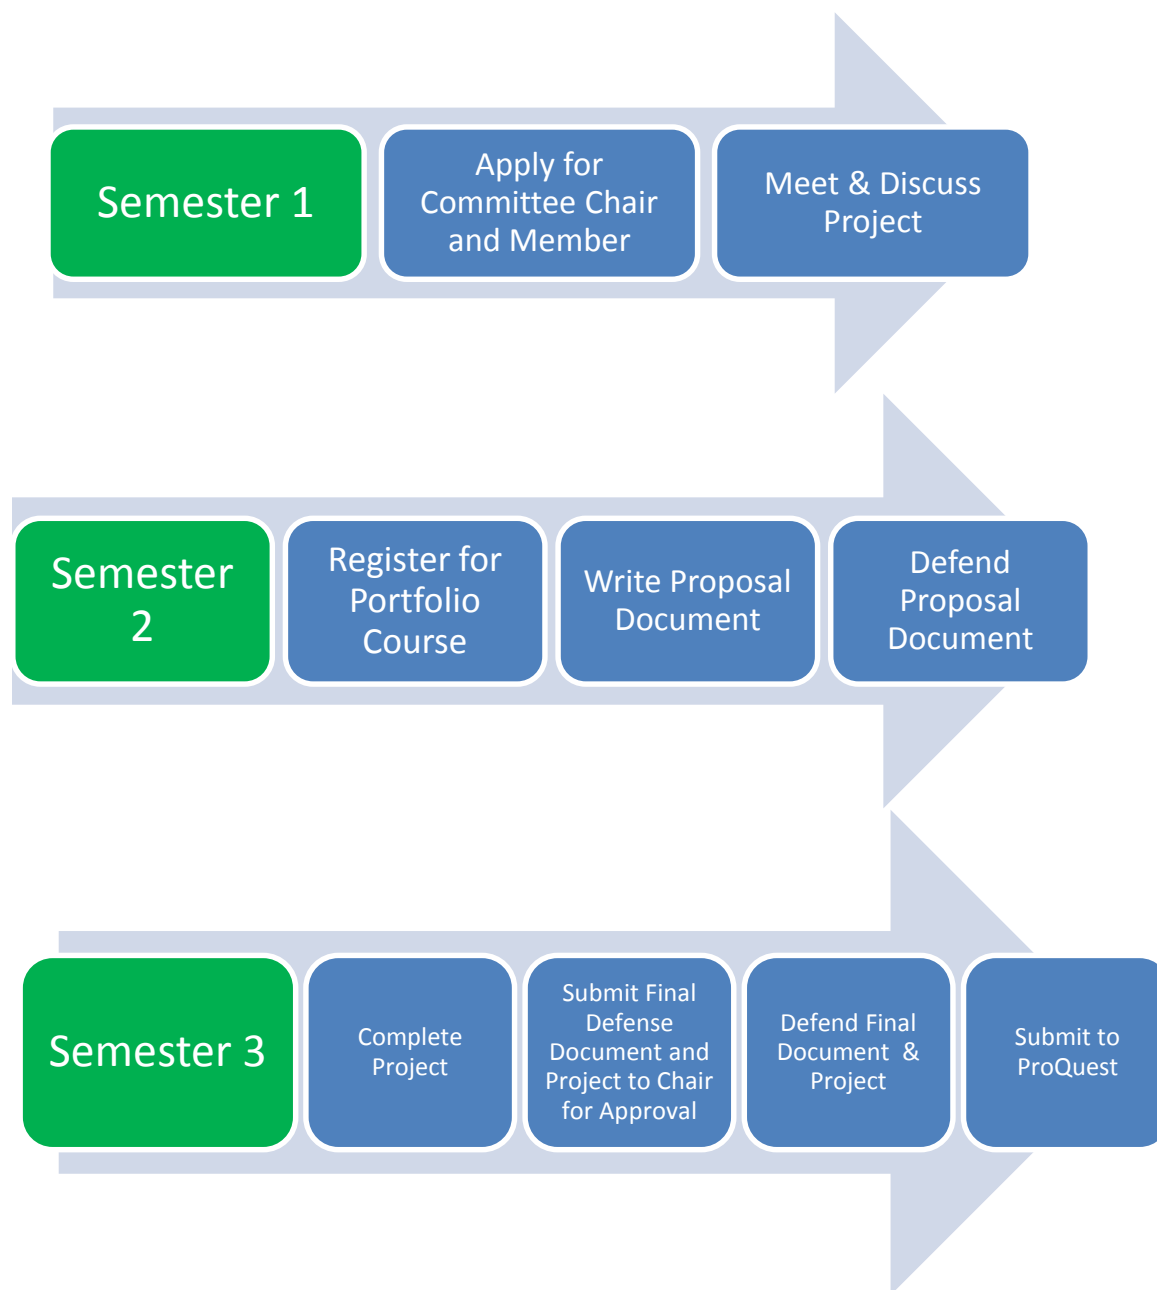 Semester 1
Apply for
Committee Chair
and Member
Meet & Discuss
Project
Semester
2
Register for
Portfolio
Course
Write Proposal
Document
Defend
Proposal
Document
Semester 3
Complete
Project
Submit Final
Defense
Document and
Project to Chair
for Approval
Defend Final
Document  &
Project
Submit to
ProQuest